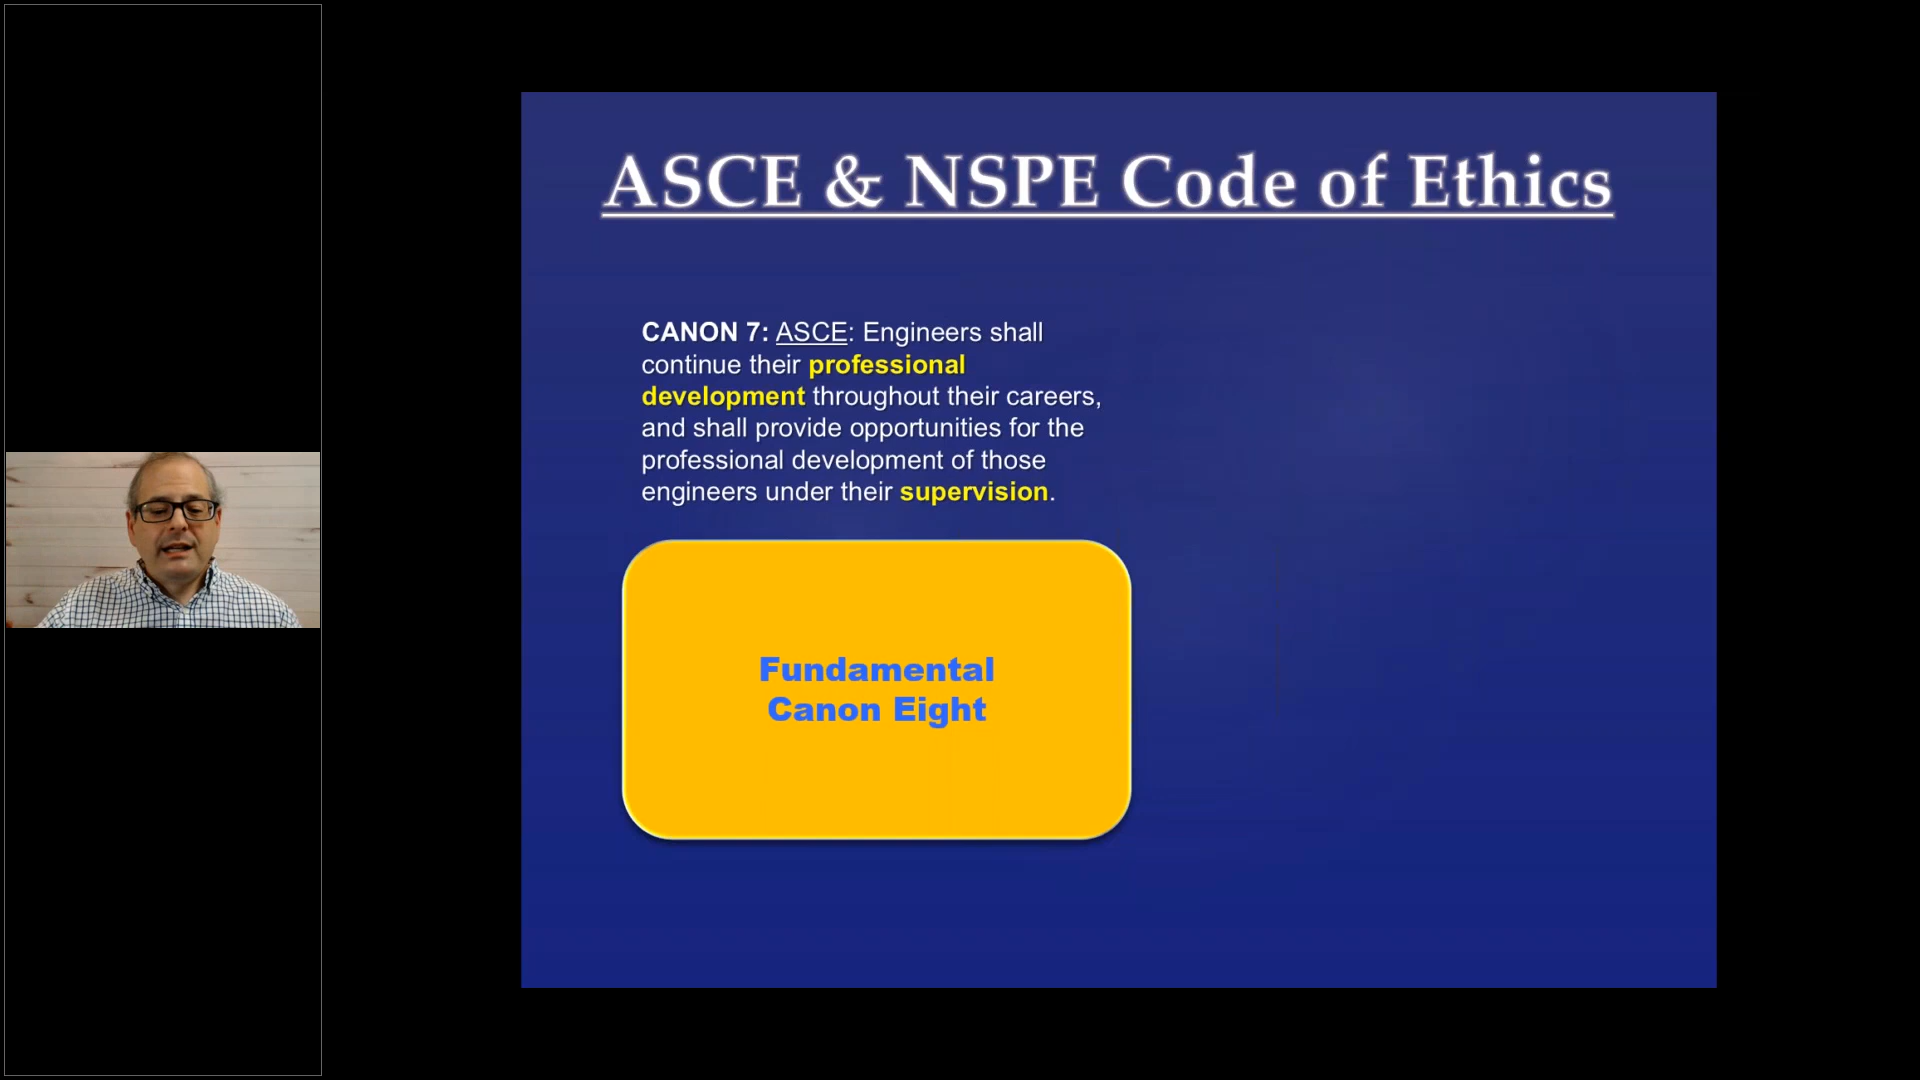 ASCE & NSPE Code of Ethics
CANON 7: ASCE: Engineers shall
continue their professional
development throughout their careers,
and shall provide opportunities for the
professional development of those
engineers under their supervision.
Fundamental
Canon Eight